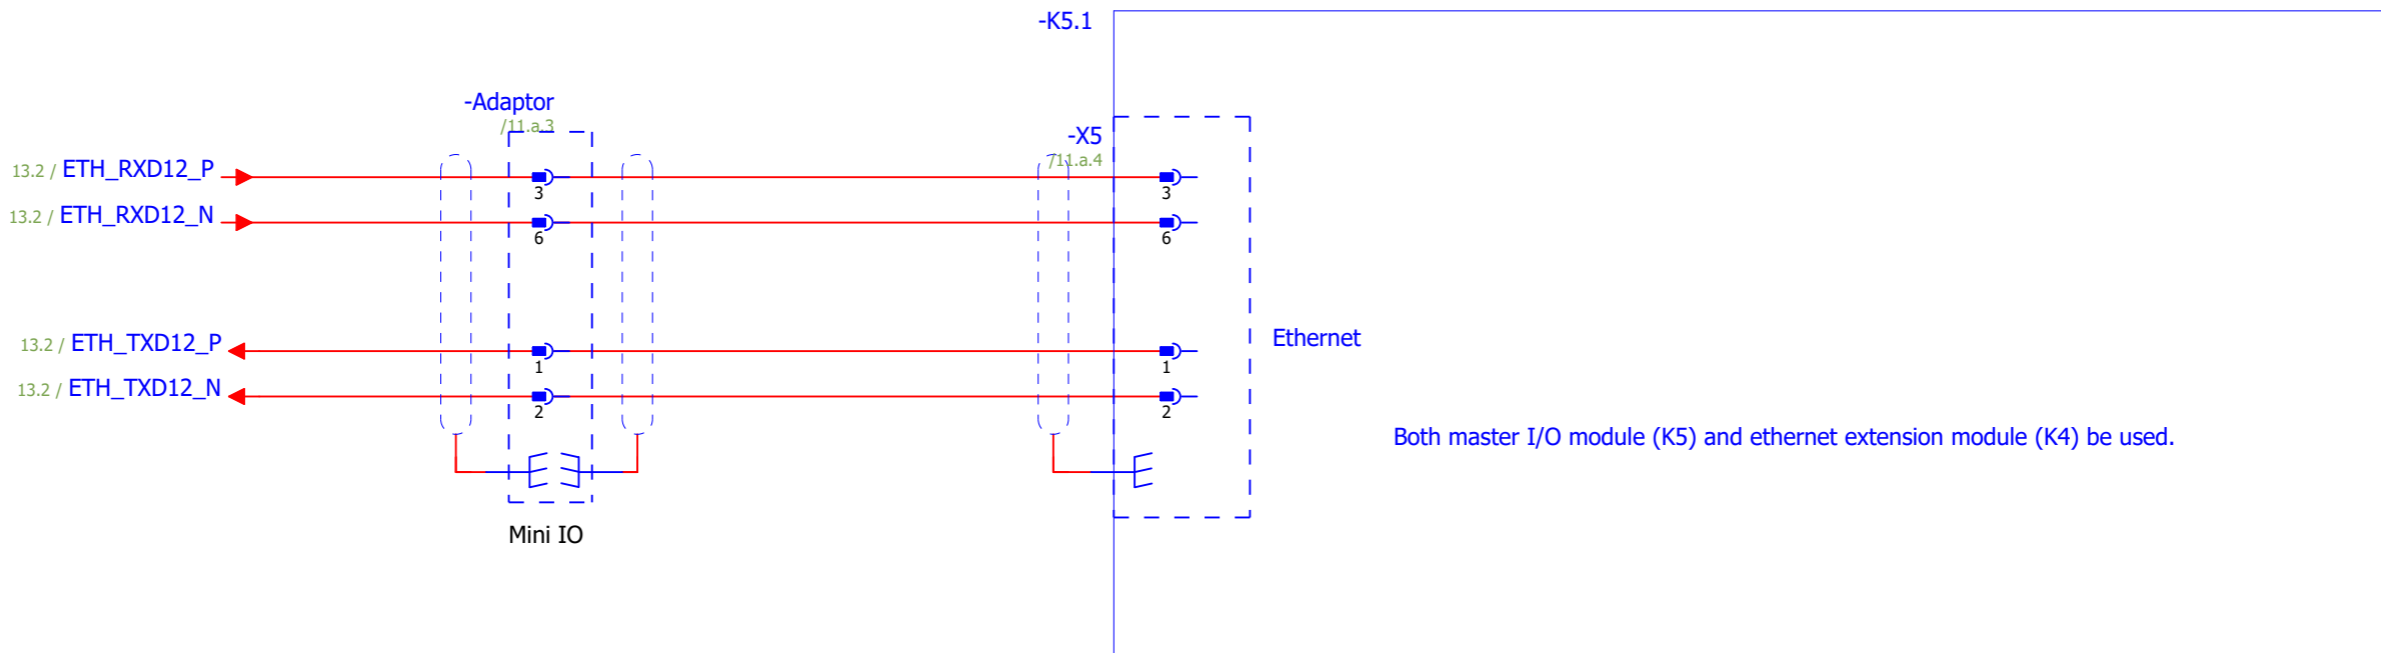 -K5.1
-Adaptor
/11.a.3
-X5
/11.a.4
13.2 / ETH_RXD12_P
3
3
13.2 / ETH_RXD12_N
6
6
13.2 / ETH_TXD12_P
1
1
Ethernet
13.2 / ETH_TXD12_N
2
2
Both master I/O module (K5) and ethernet extension module (K4) be used.
Mini IO